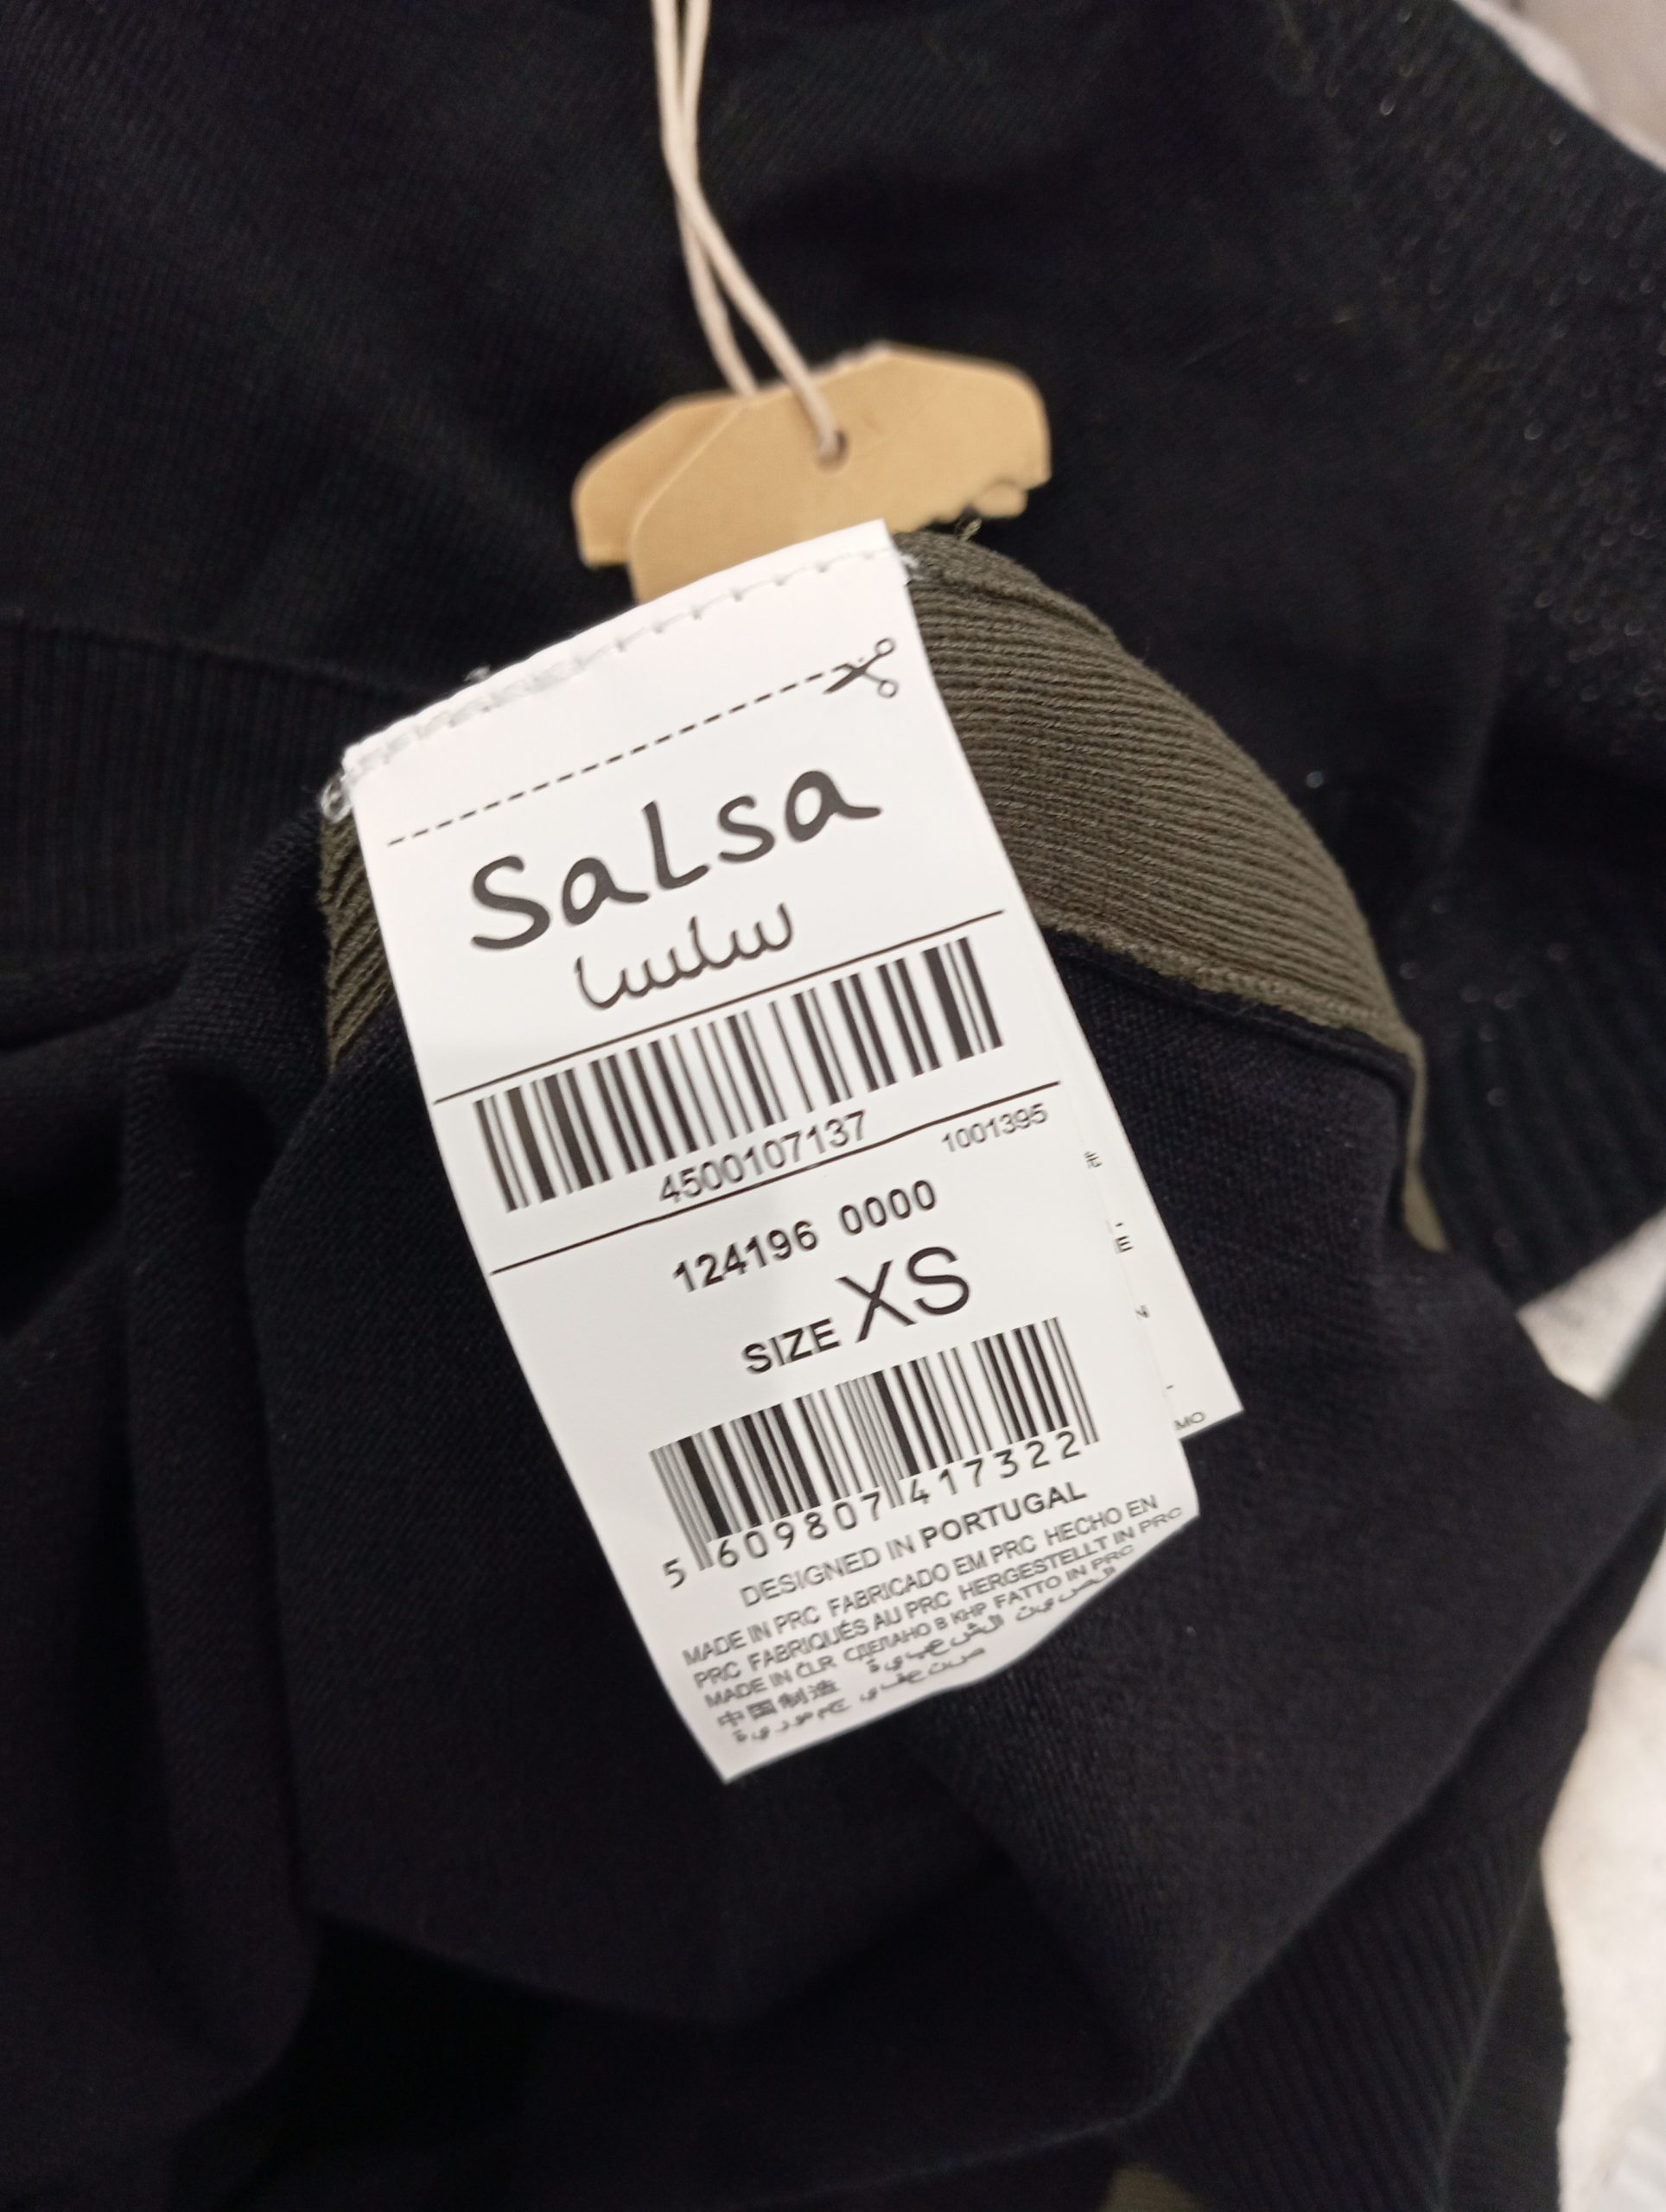 Salsa
سالسا
4500107137
1001395
124196 0000
SIZE XS
5 609807 417322
DESIGNED IN PORTUGAL
MADE IN PRC FABRICADO EM PRC HECHO EN
PRC FABRIQUÉS AU PRC HERGESTELLT IN PRC
MADE IN ČLR СДЕЛАНО В КНР FATTO IN PRC
中国制造
MO